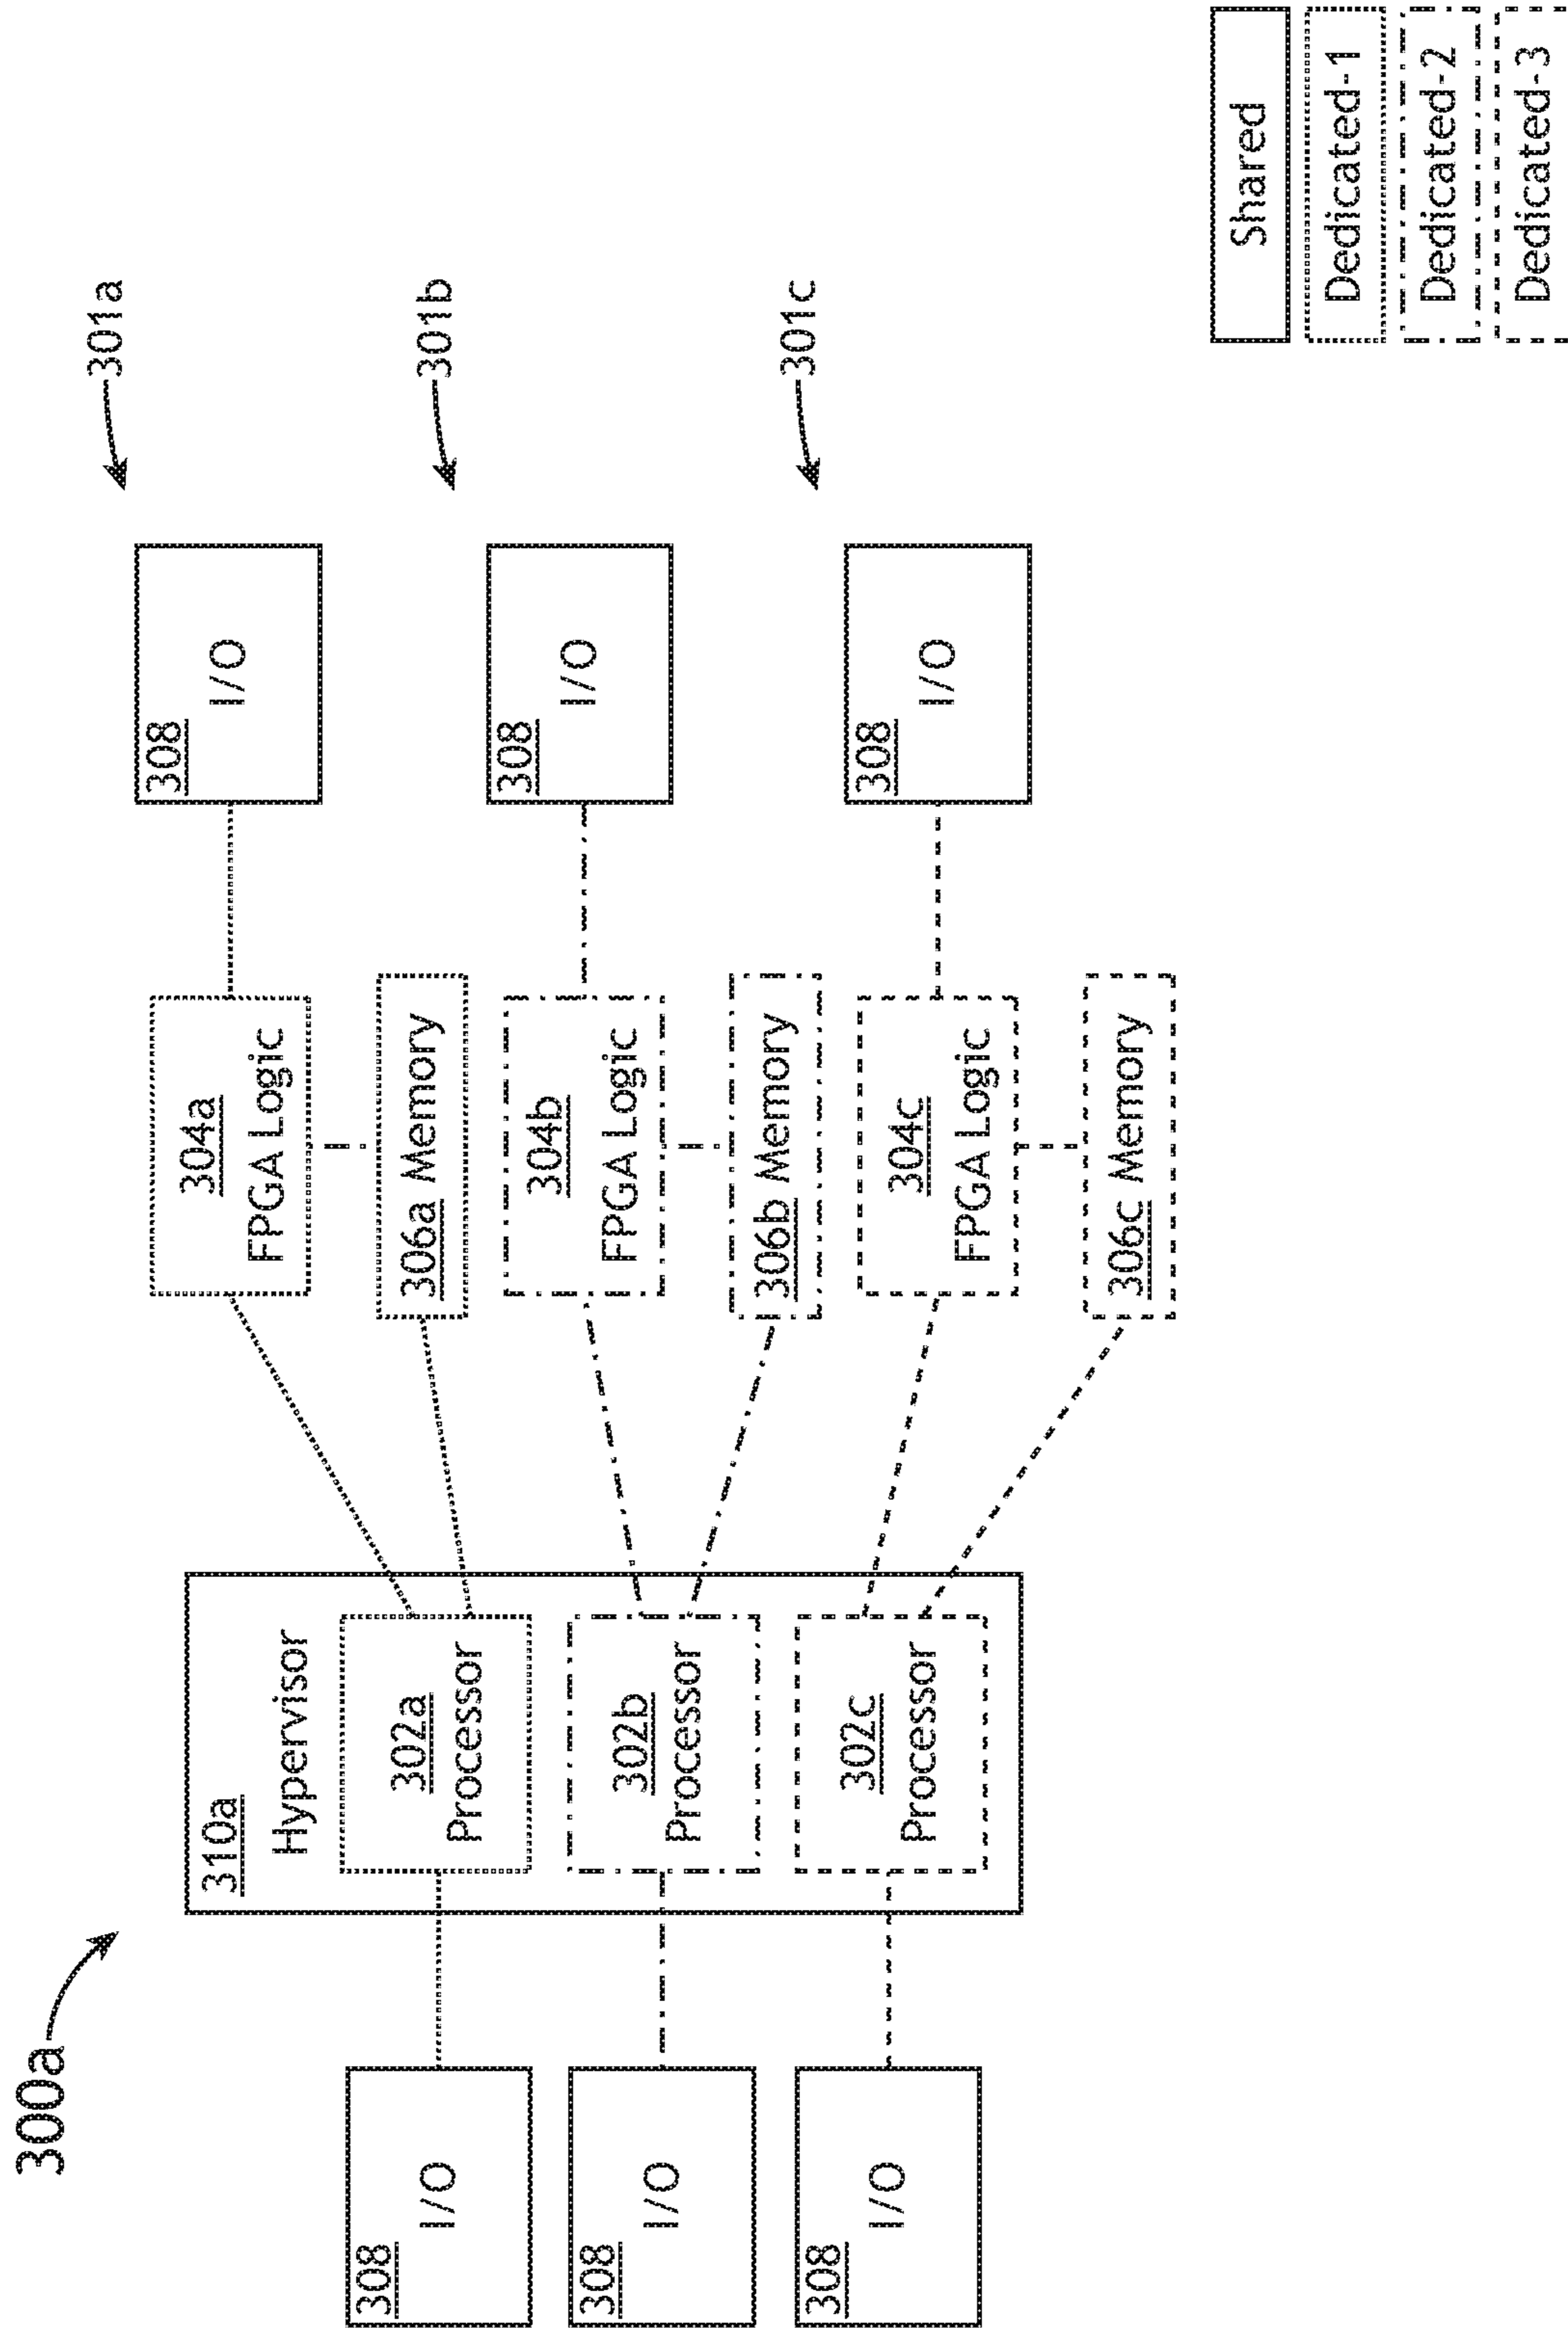 300a
301a
301b
301c
310a
Hypervisor
308
I/O
302a
Processor
304a
FPGA Logic
306a Memory
308
I/O
308
I/O
302b
Processor
304b
FPGA Logic
306b Memory
308
I/O
308
I/O
302c
Processor
304c
FPGA Logic
306c Memory
308
I/O
Shared
Dedicated-1
Dedicated-2
Dedicated-3